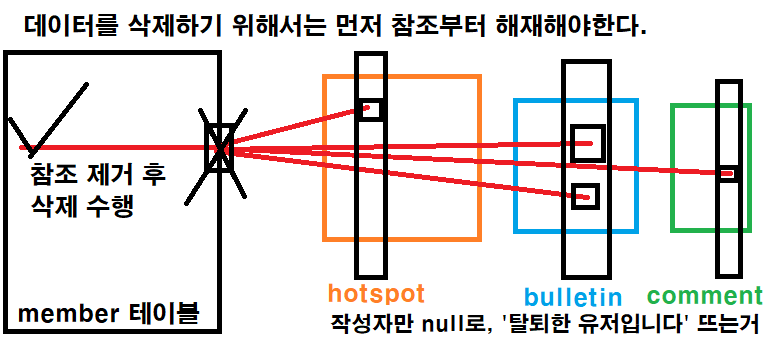 데이터를 삭제하기 위해서는 먼저 참조부터 해재해야한다.
참조 제거 후
삭제 수행
member 테이블
hotspot
bulletin
comment
작성자만 null로, '탈퇴한 유저입니다' 뜨는거